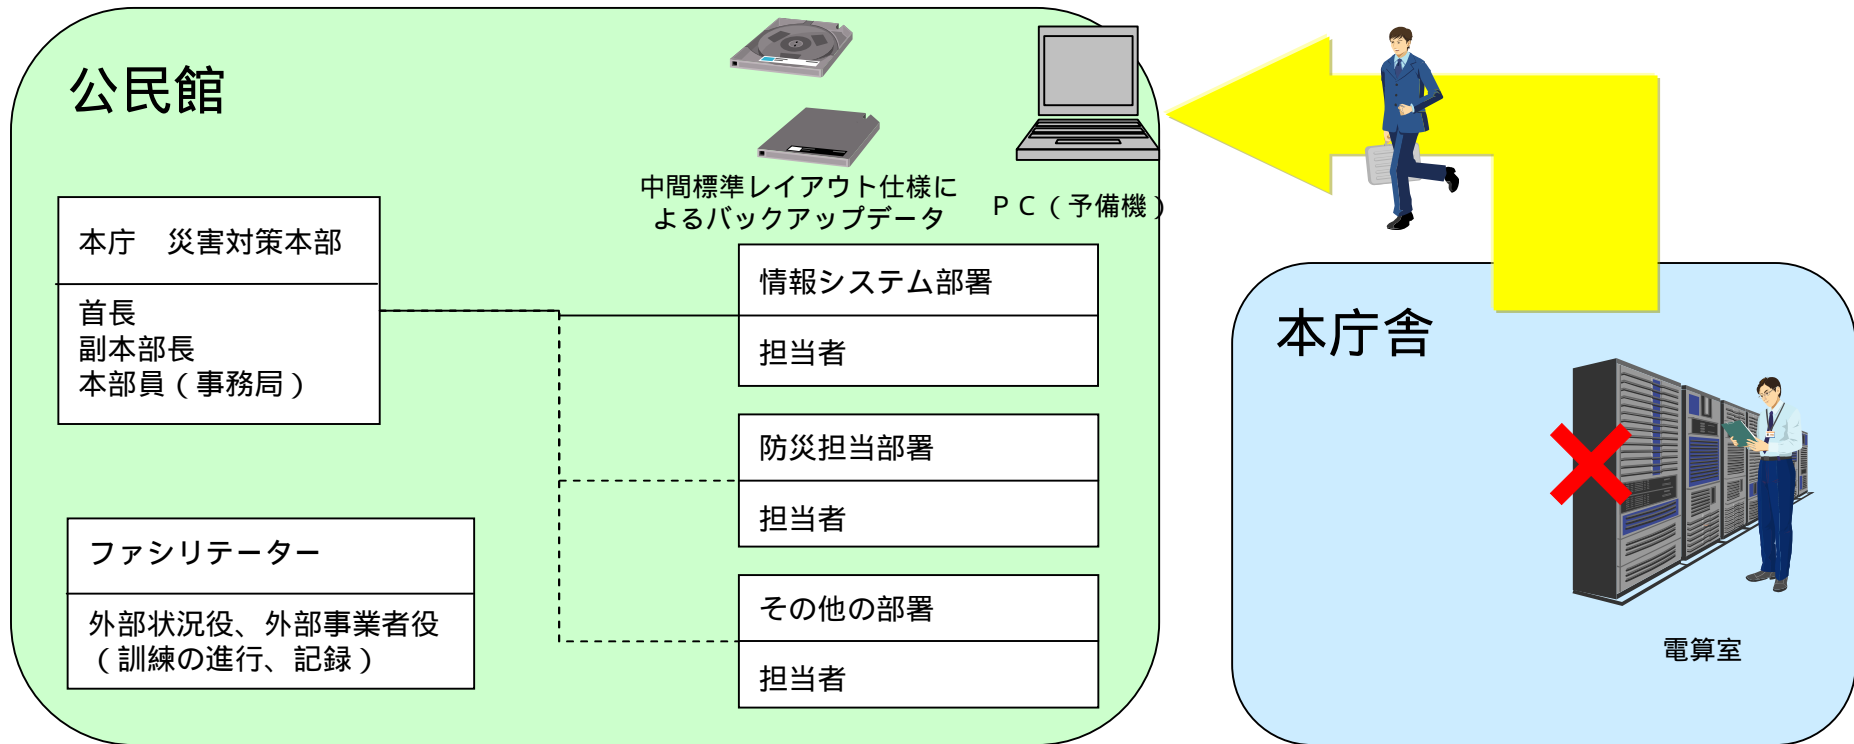 公民館
中間標準レイアウト仕様に
よるバックアップデータ
ＰＣ（予備機）
本庁　災害対策本部
首長
副本部長
本部員（事務局）
情報システム部署
担当者
防災担当部署
担当者
その他の部署
担当者
ファシリテーター
外部状況役、外部事業者役
（訓練の進行、記録）
本庁舎
電算室